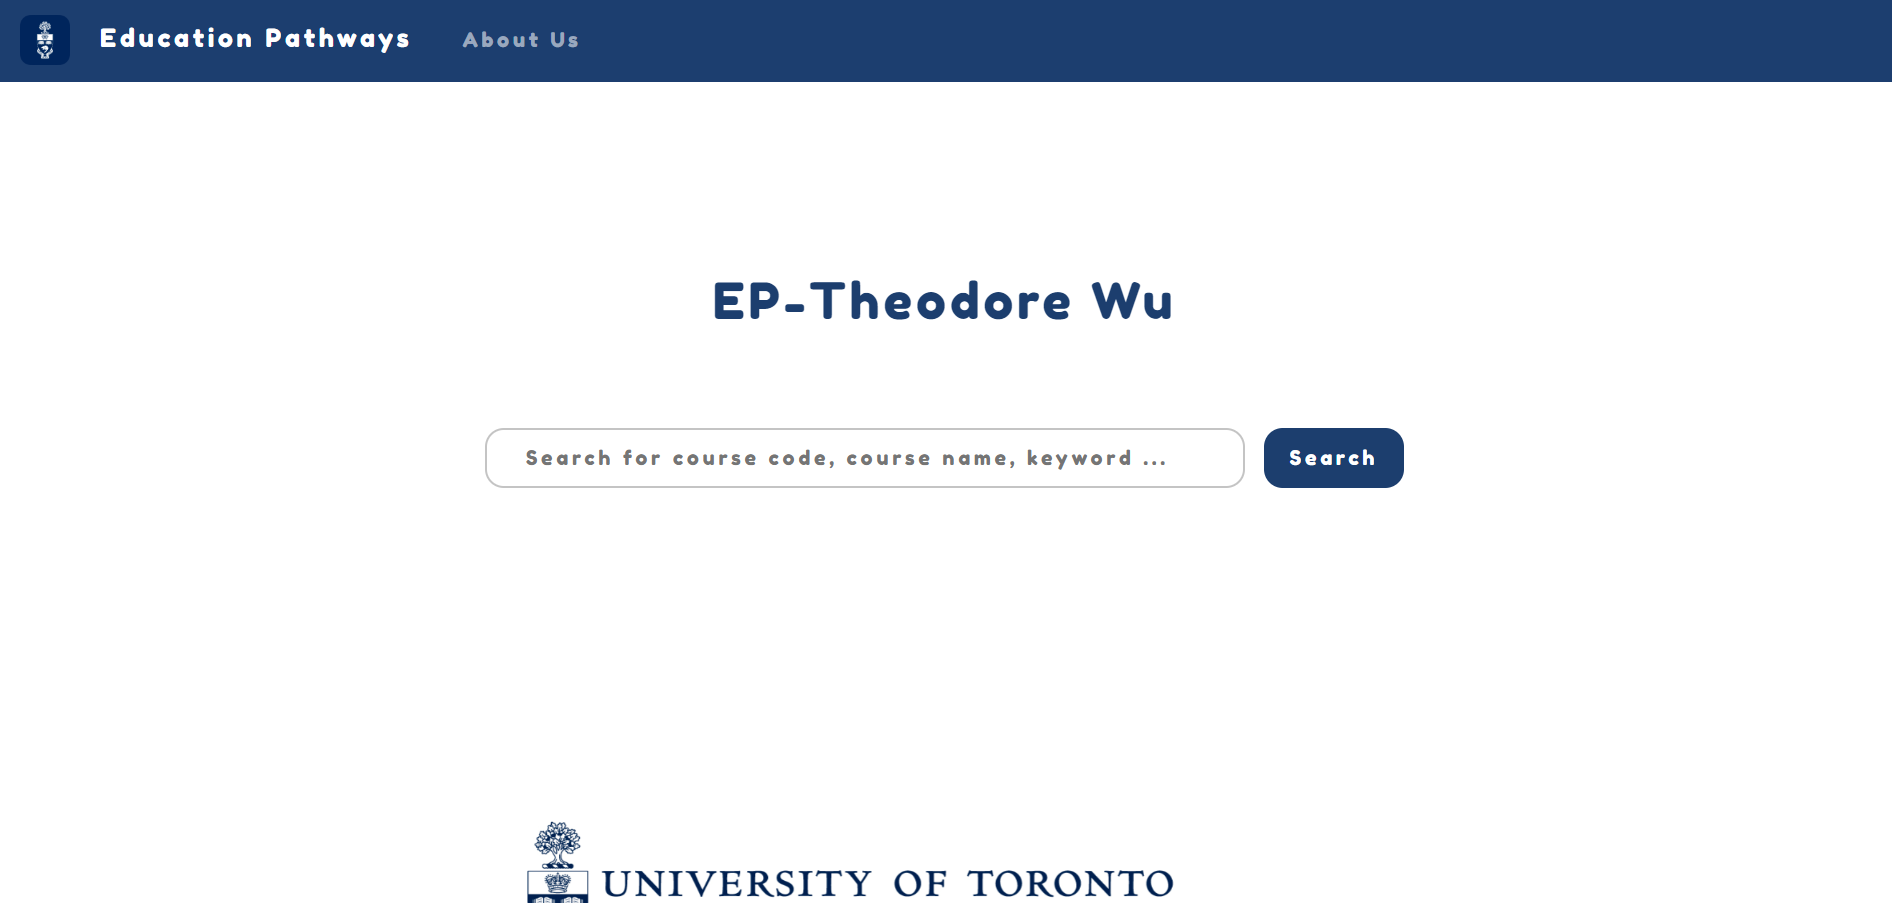 Education Pathways
About Us
EP-Theodore Wu
Search for course code, course name, keyword ...
Search
UNIVERSITY OF TORONTO